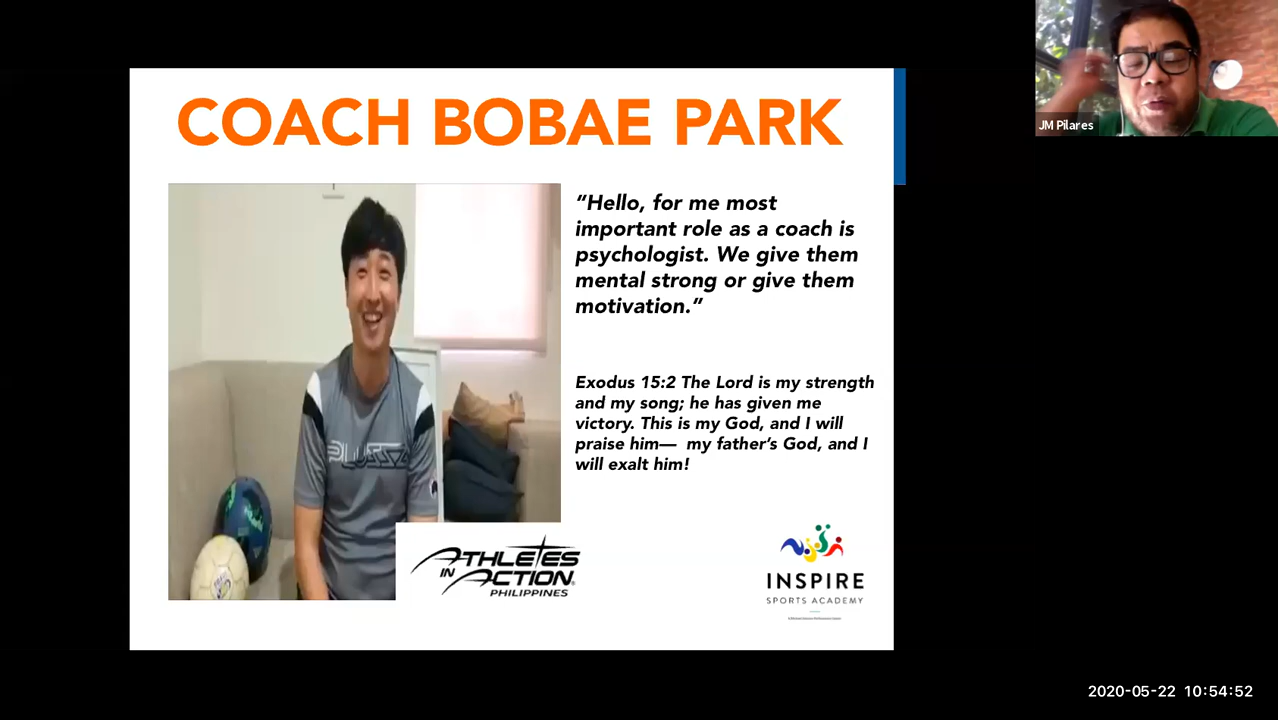 COACH BOBAE PARK
JM Pilares
“Hello, for me most
important role as a coach is
psychologist. We give them
mental strong or give them
motivation.”
Exodus 15:2 The Lord is my strength
and my song; he has given me
victory. This is my God, and I will
praise him— my father’s God, and I
will exalt him!
ATHLETES
IN ACTION
PHILIPPINES
INSPIRE
SPORTS ACADEMY
2020-05-22 10:54:52